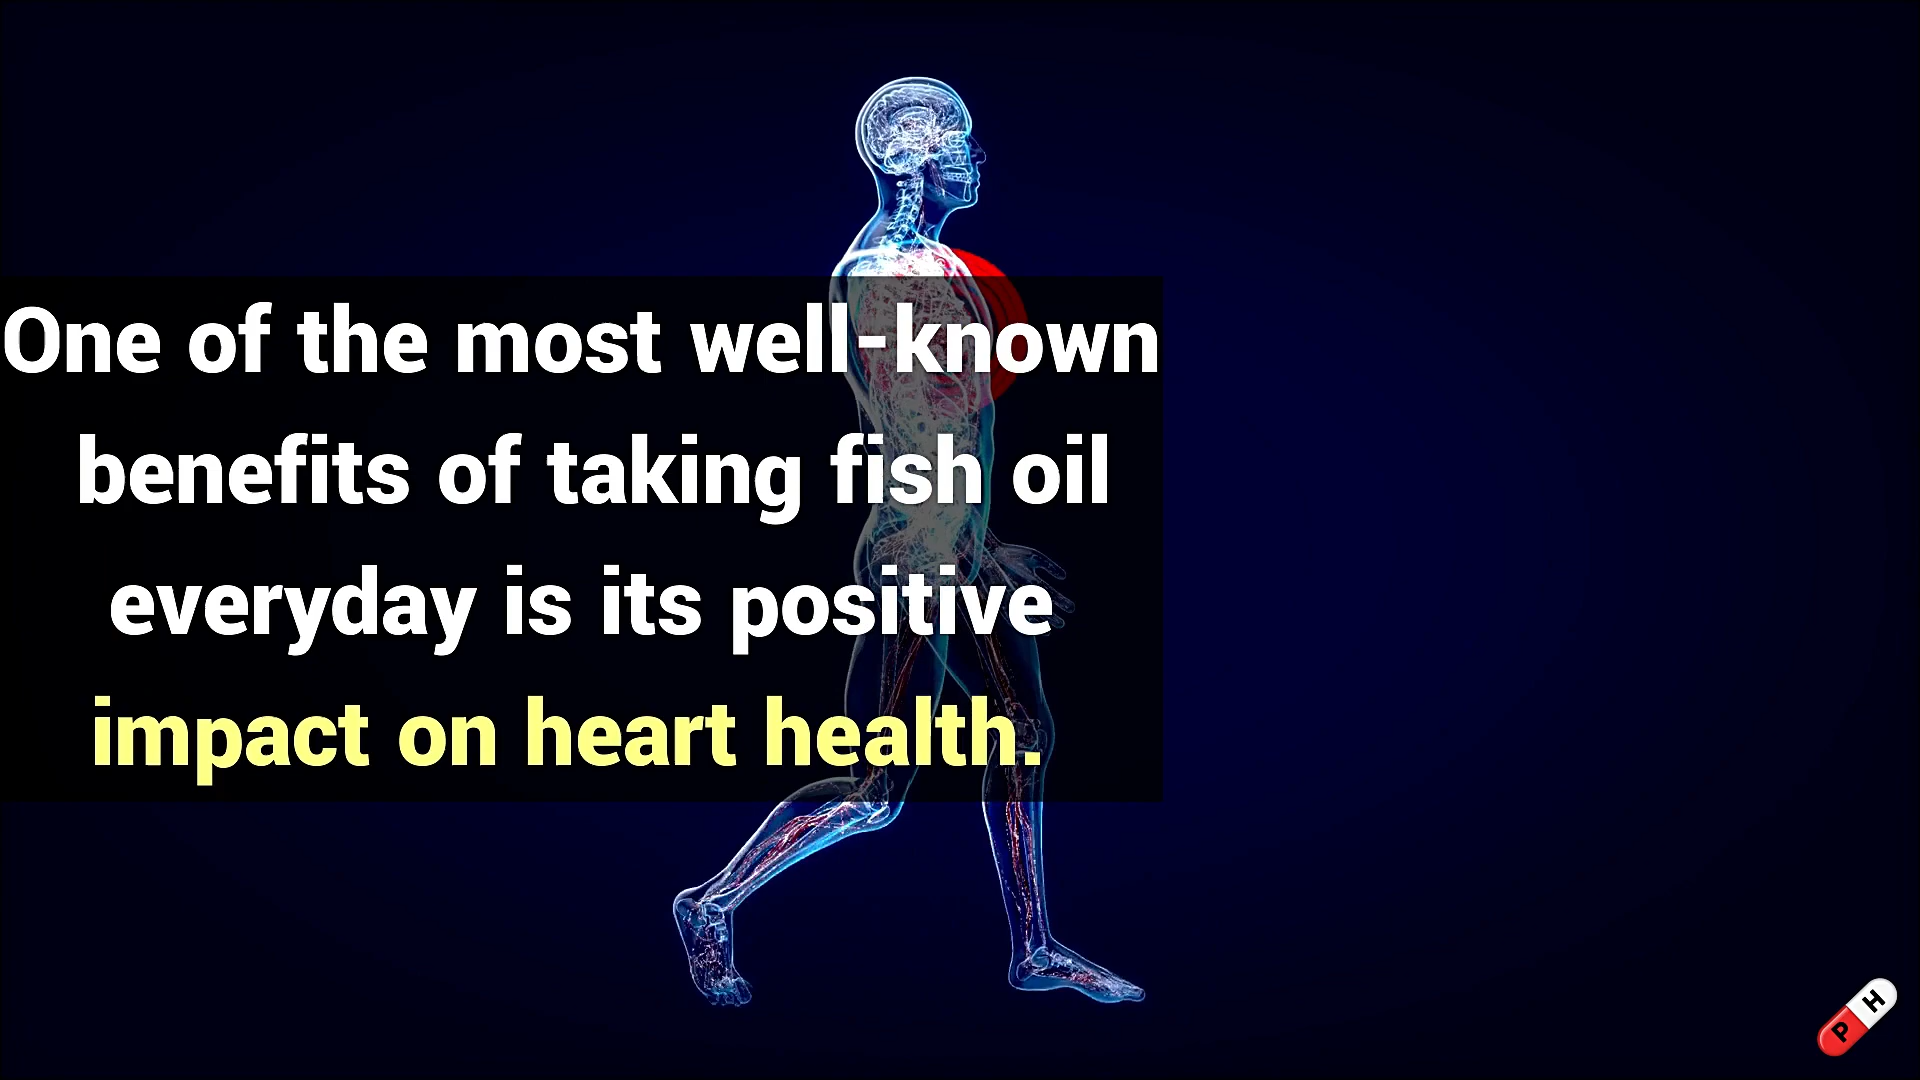 One of the most well-known
benefits of taking fish oil
everyday is its positive
impact on heart health.
P H